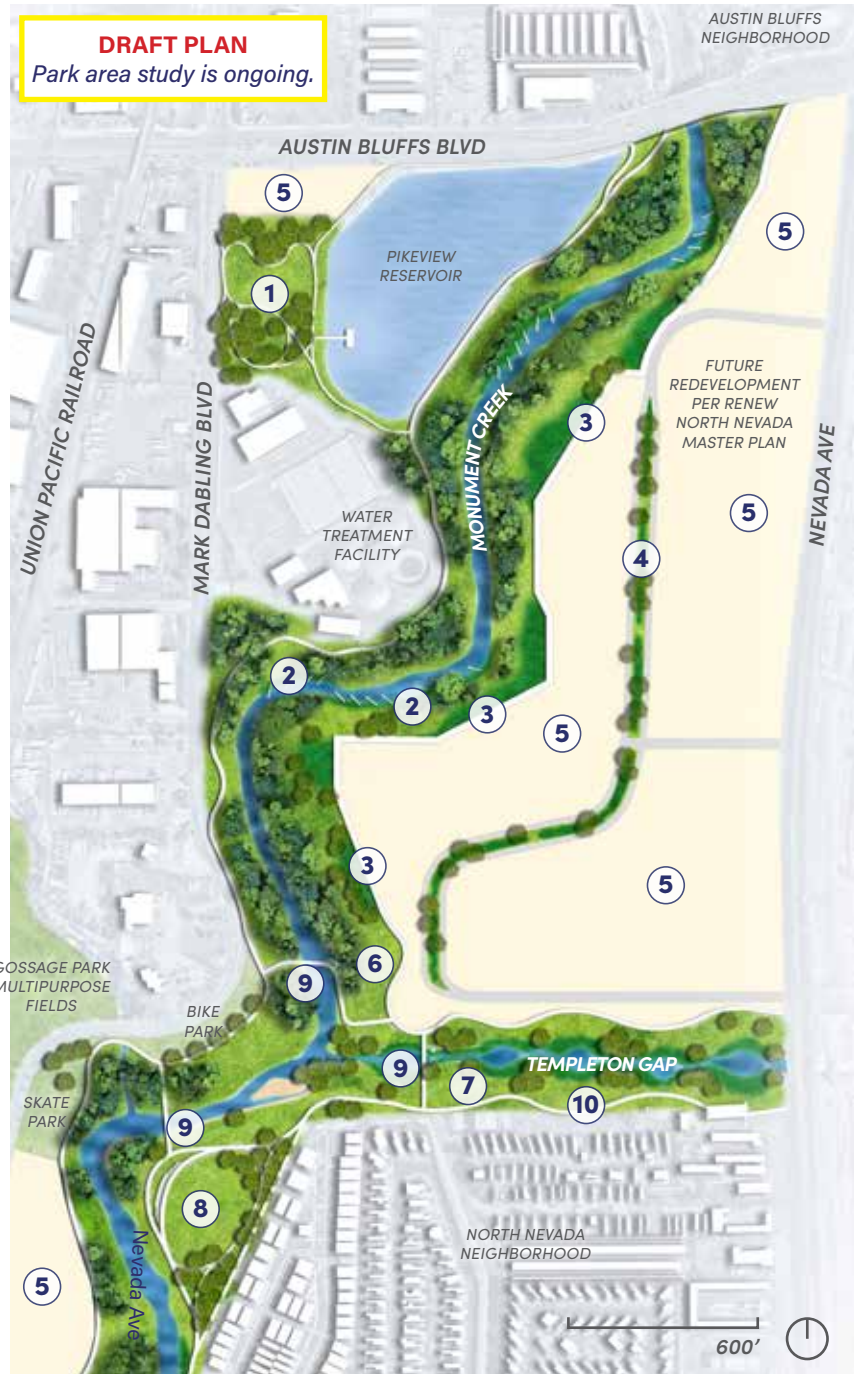 DRAFT PLAN
Park area study is ongoing.
AUSTIN BLUFFS
NEIGHBORHOOD
AUSTIN BLUFFS BLVD
5
5
PIKEVIEW
RESERVOIR
1
UNION PACIFIC RAILROAD
MARK DABLING BLVD
MONUMENT CREEK
FUTURE
REDEVELOPMENT
PER RENEW
NORTH NEVADA
MASTER PLAN
NEVADA AVE
3
5
WATER
TREATMENT
FACILITY
4
2
2
3
5
3
5
6
9
GOSSAGE PARK
MULTIPURPOSE
FIELDS
BIKE
PARK
9
TEMPLETON GAP
7
10
SKATE
PARK
9
8
NORTH NEVADA
NEIGHBORHOOD
Nevada Ave
5
600’